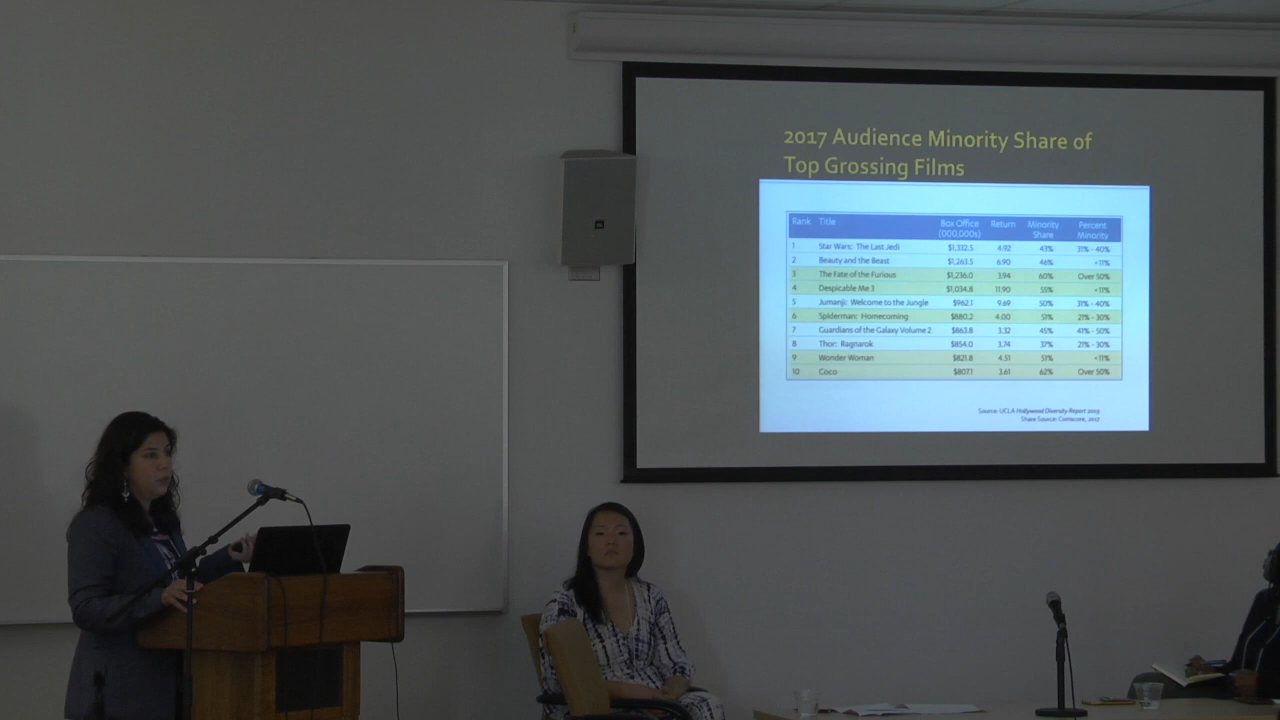 2017 Audience Minority Share of
Top Grossing Films
Rank Title Box Office (000,000s) Return Minority Share Percent Minority
1 Star Wars: The Last Jedi $1,332.5 4.92 43% 31% - 40%
2 Beauty and the Beast $1,263.5 6.90 46% <11%
3 The Fate of the Furious $1,236.0 3.94 60% Over 50%
4 Despicable Me 3 $1,034.8 11.90 55% <11%
5 Jumanji: Welcome to the Jungle $962.1 9.69 50% 31% - 40%
6 Spiderman: Homecoming $880.2 4.00 51% 21% - 30%
7 Guardians of the Galaxy Volume 2 $863.8 3.32 45% 41% - 50%
8 Thor: Ragnarok $854.0 3.74 37% 21% - 30%
9 Wonder Woman $821.8 4.51 51% <11%
10 Coco $807.1 3.61 62% Over 50%
Source: UCLA Hollywood Diversity Report 2019
Share Source: Comscore, 2017